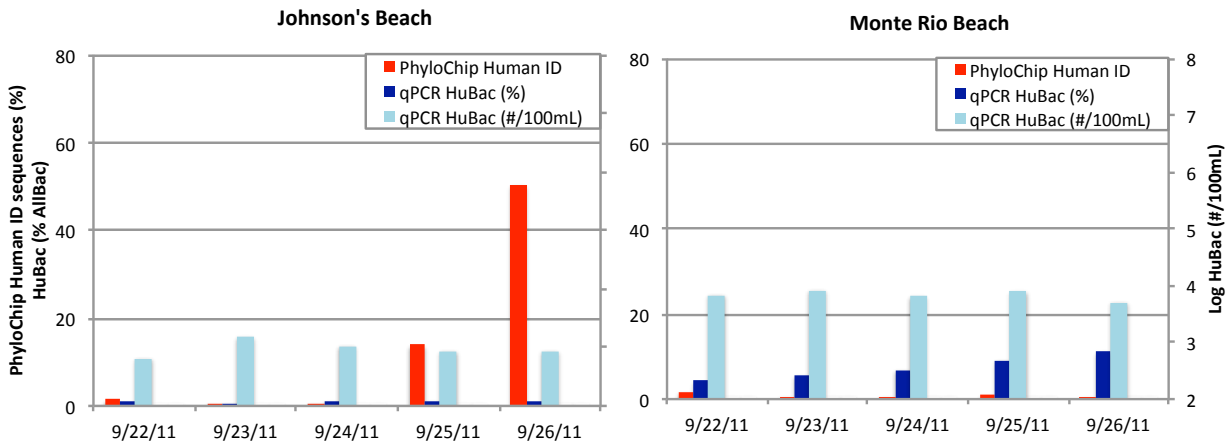 Johnson's Beach
PhyloChip Human ID sequences (%)
HuBac (% AllBac)
80
60
40
20
0
PhyloChip Human ID
qPCR HuBac (%)
qPCR HuBac (#/100mL)
9/22/11 9/23/11 9/24/11 9/25/11 9/26/11
Monte Rio Beach
80
60
40
20
0
PhyloChip Human ID
qPCR HuBac (%)
qPCR HuBac (#/100mL)
8
7
6
5
4
3
2
Log HuBac (#/100mL)
9/22/11 9/23/11 9/24/11 9/25/11 9/26/11